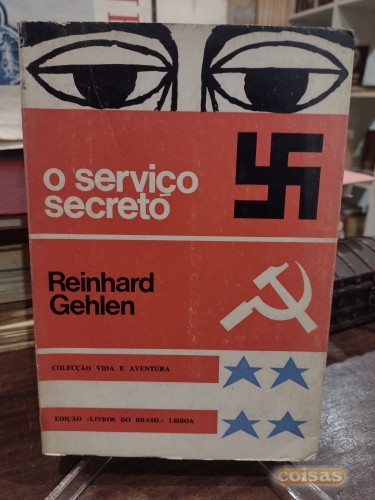 o serviço
secreto
Reinhard
Gehlen
COLECÇÃO VIDA E AVENTURA
EDIÇÃO «LIVROS DO BRASIL» LISBOA
coisas